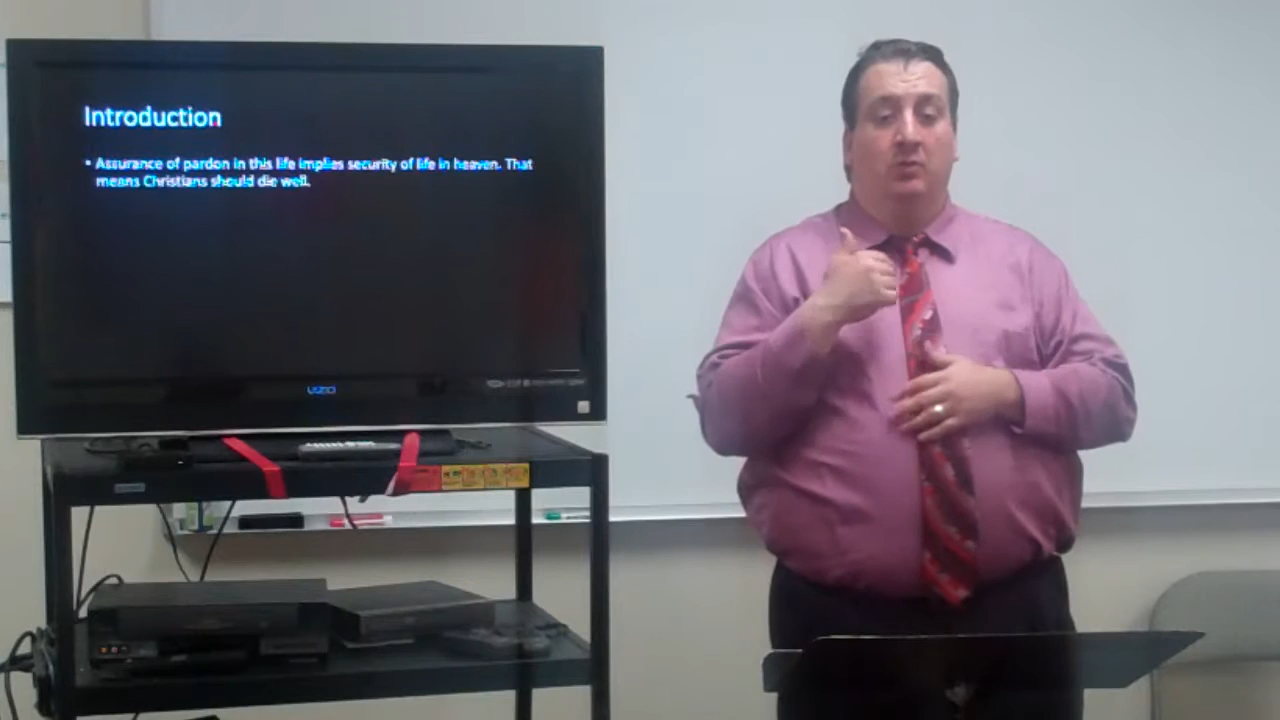 Introduction
• Assurance of pardon in this life implies security of life in heaven. That
means Christians should die well.
VIZIO